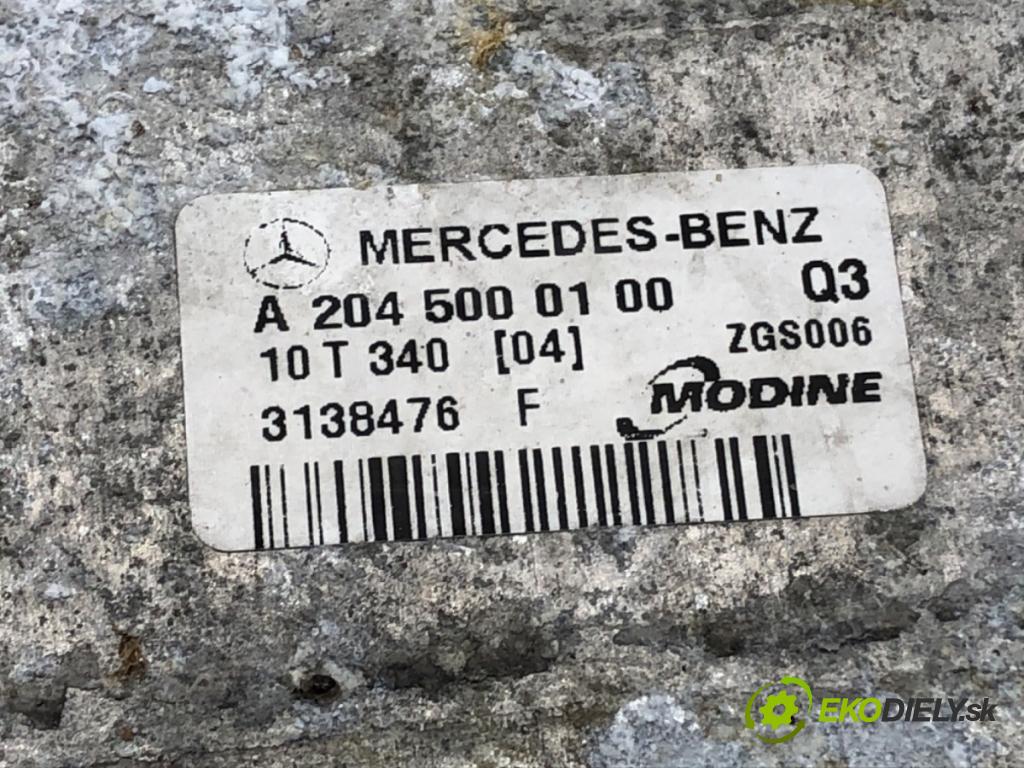 MERCEDES-BENZ
A 204 500 01 00 Q3
10 T 340 [04] ZGS006
3138476 F MODINE
EKODIELY.sk